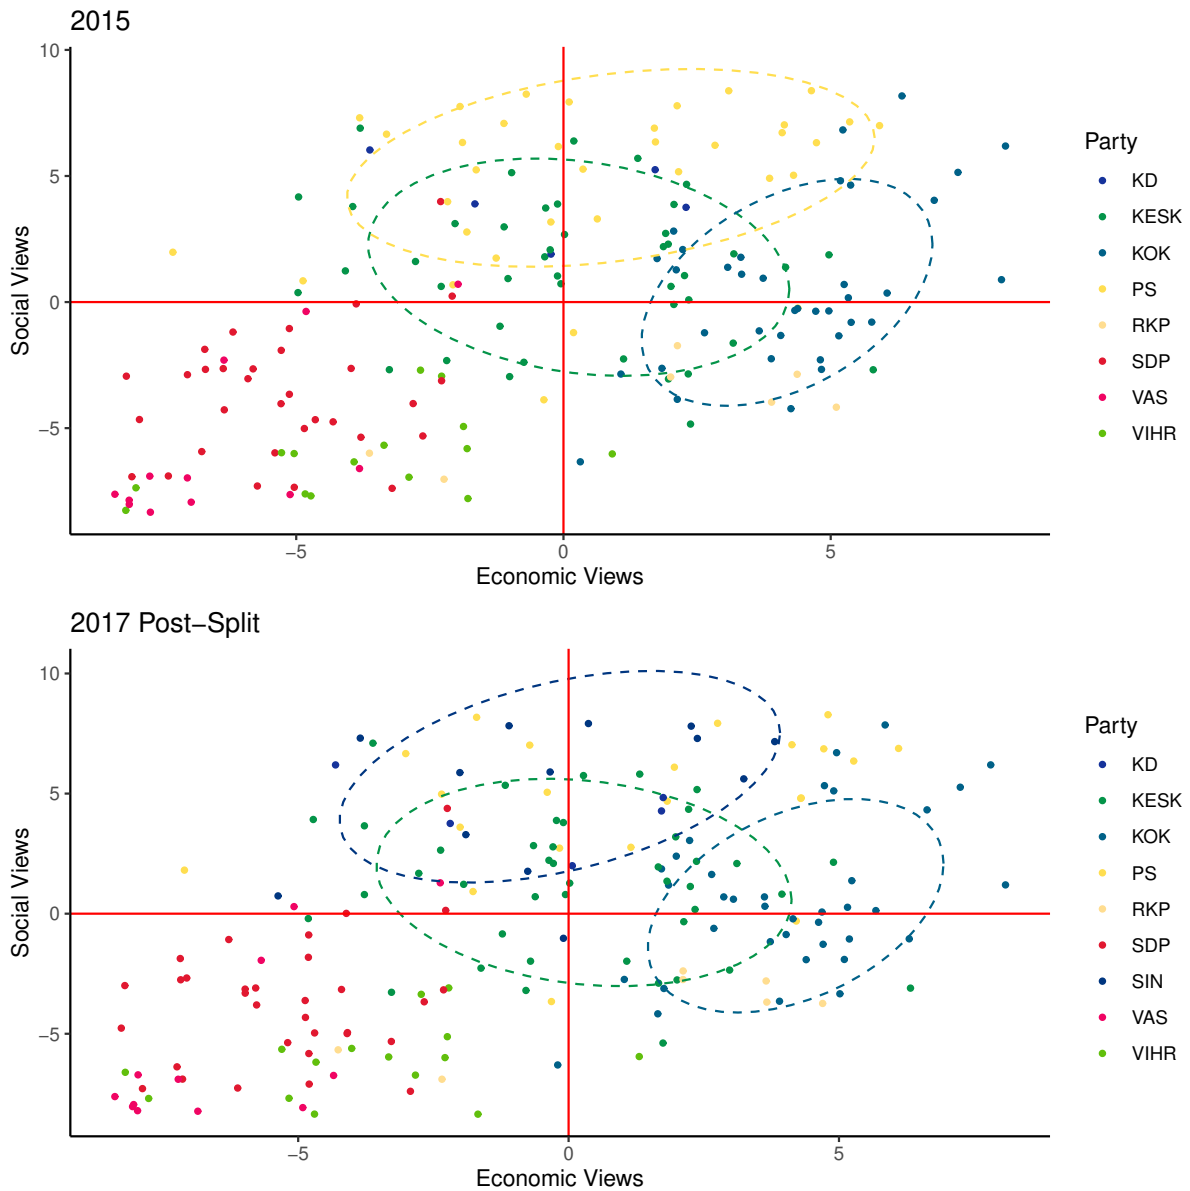 2015
10
5
0
−5
Social Views
−5
0
5
Economic Views
Party
KD
KESK
KOK
PS
RKP
SDP
VAS
VIHR
2017 Post−Split
10
5
0
−5
Social Views
−5
0
5
Economic Views
Party
KD
KESK
KOK
PS
RKP
SDP
SIN
VAS
VIHR